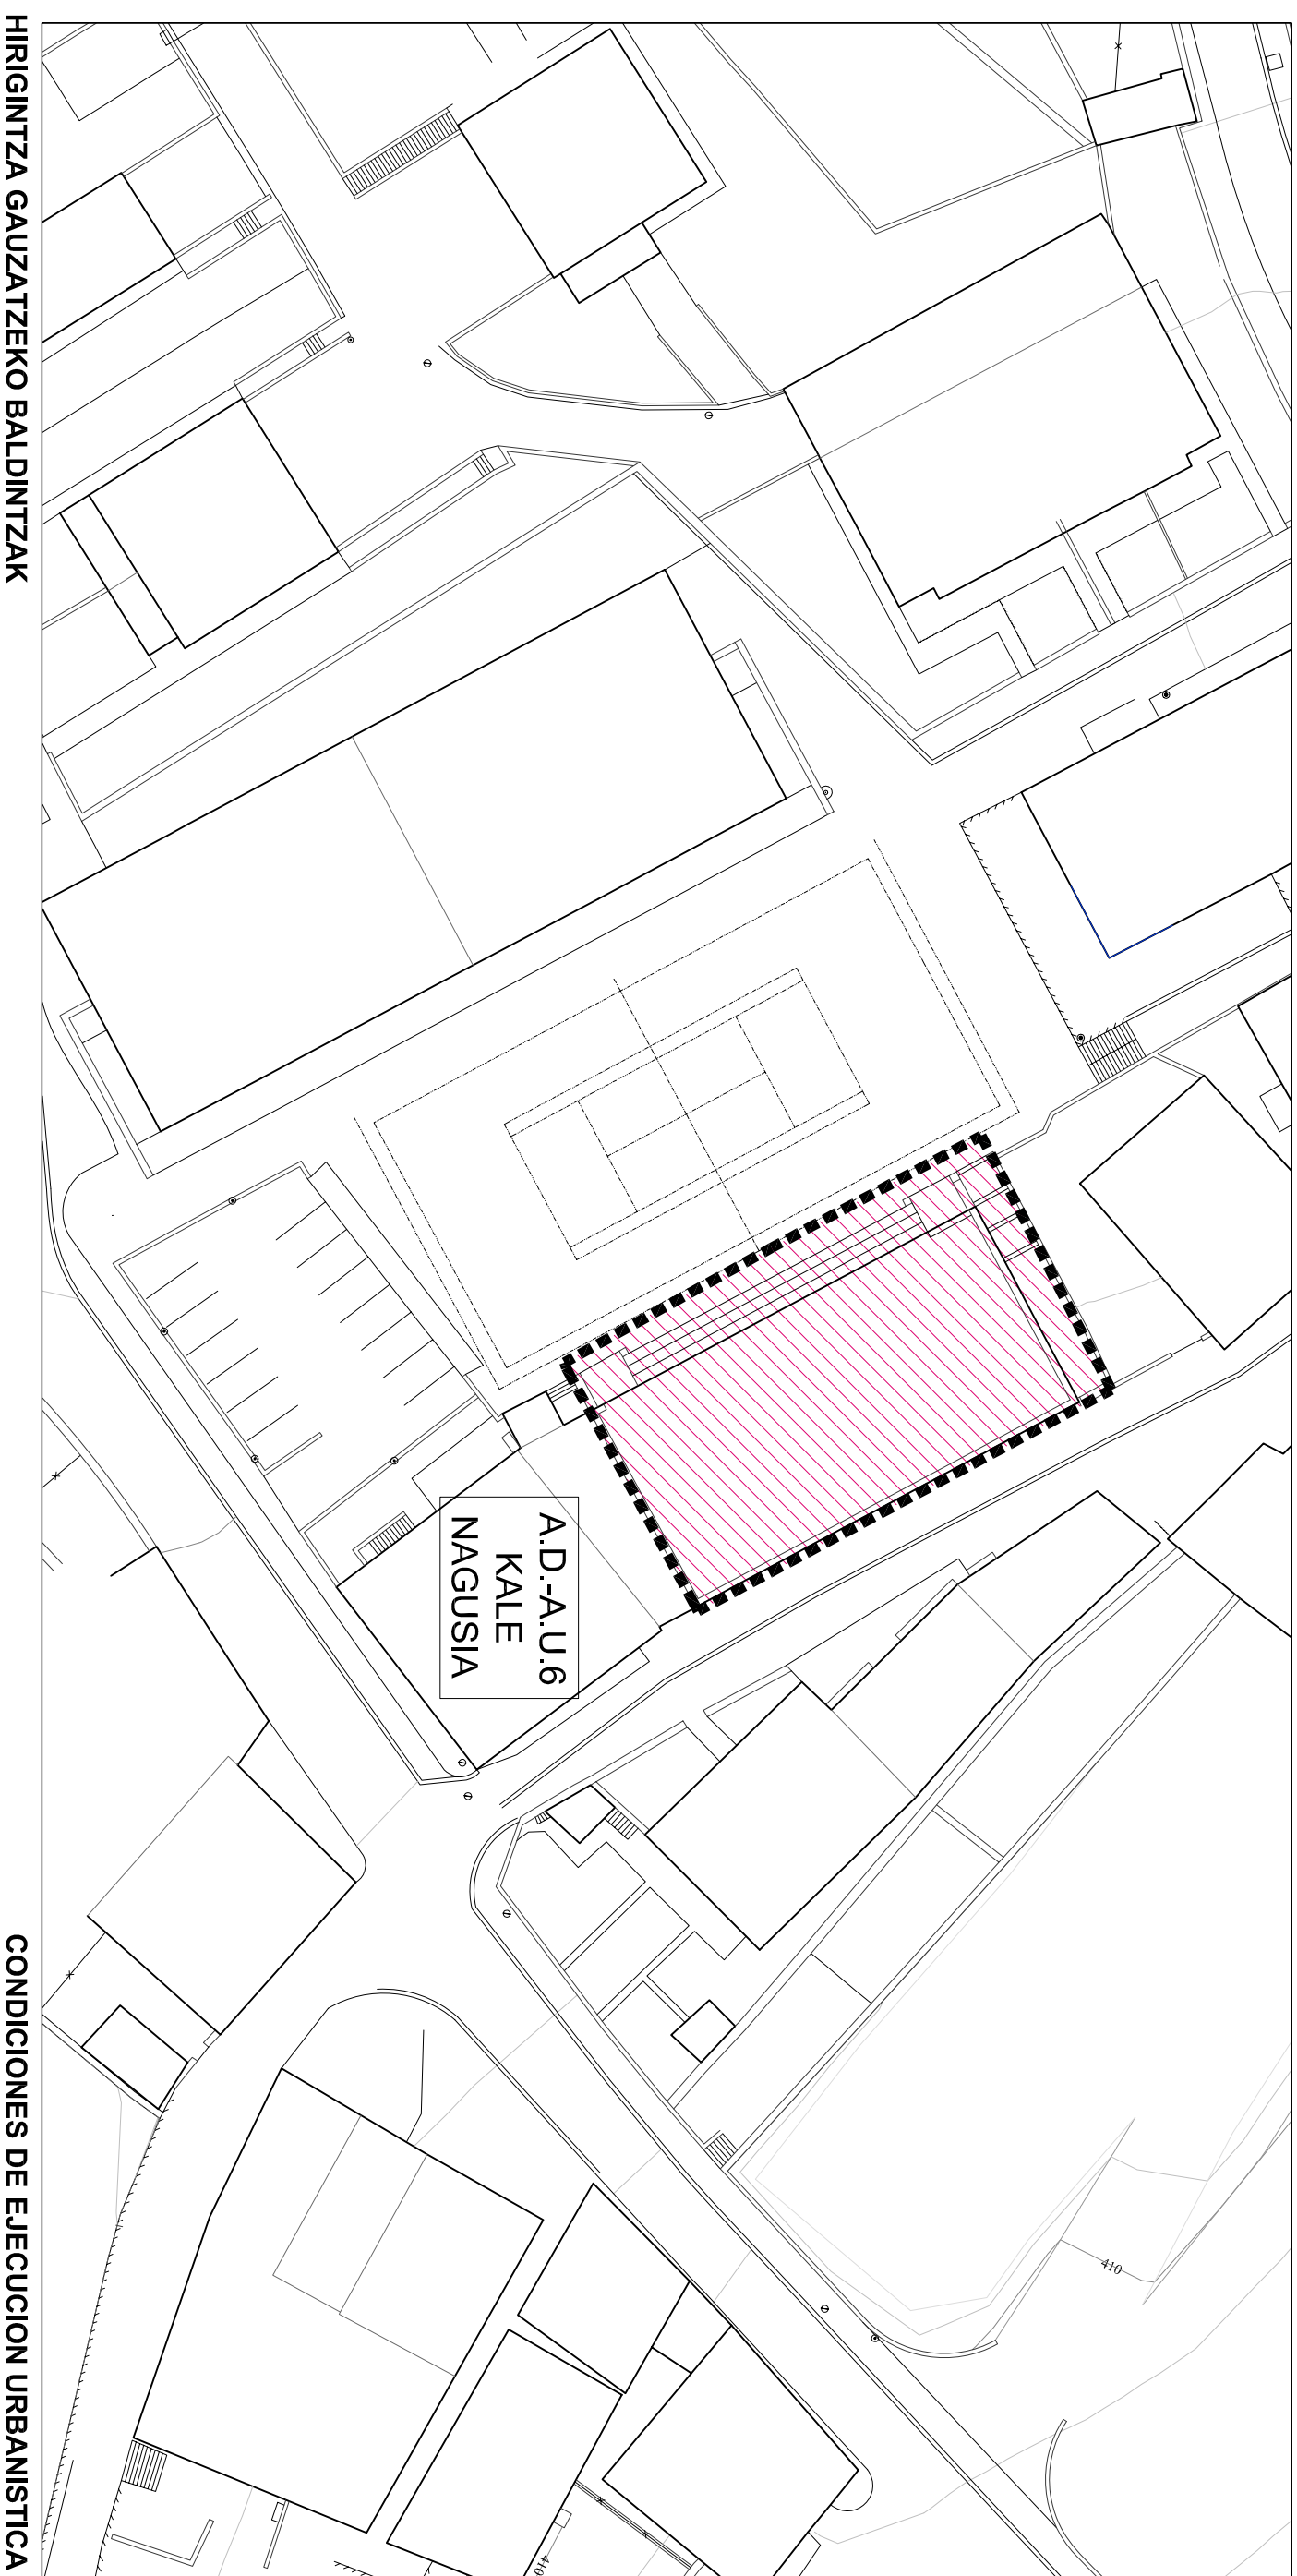 HIRIGINTZA GAUZATZEKO BALDINTZAK
CONDICIONES DE EJECUCION URBANISTICA
A.D.-A.U.6
KALE
NAGUSIA
410
410